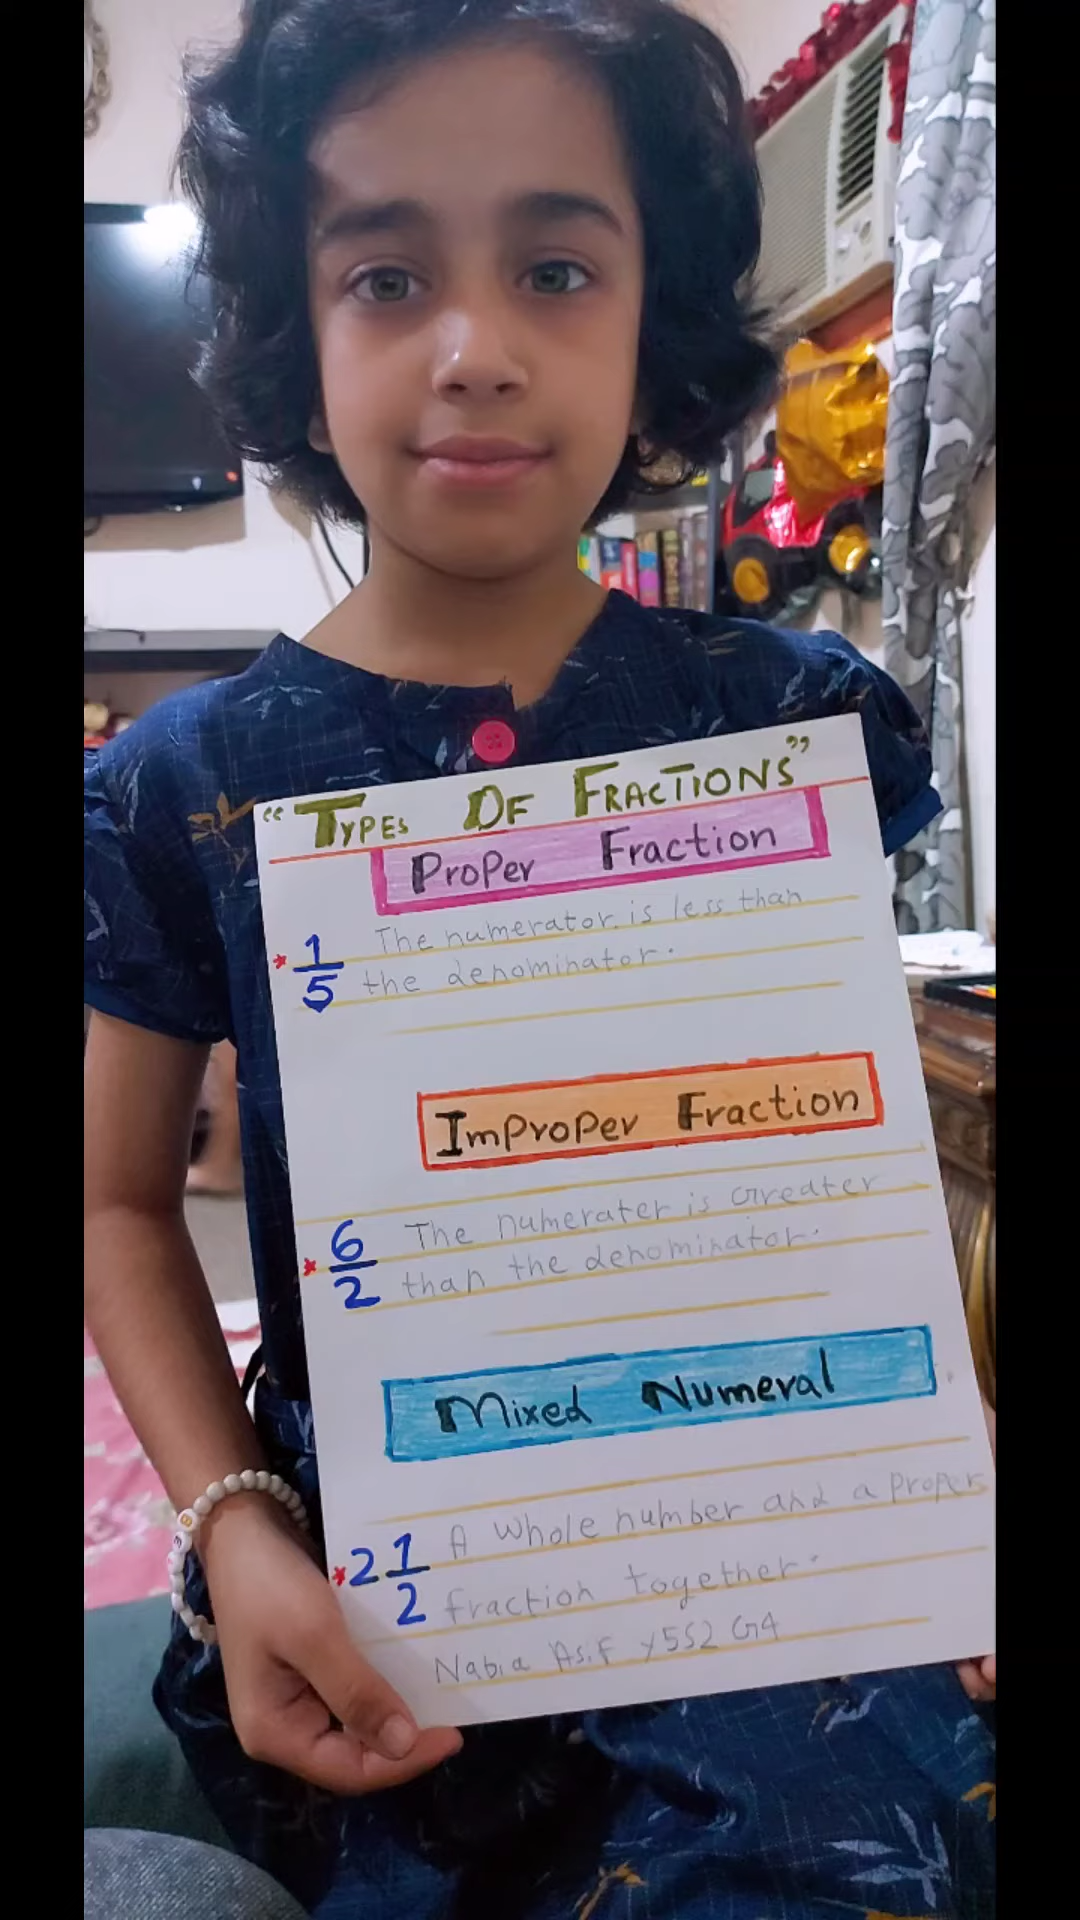 “ Types Of Fractions ”
Proper Fraction
The numerator is less than
* 1/5 the denominator.
Improper Fraction
The numerater is Greater
* 6/2 than the denominator.
Mixed Numeral
A whole number and a proper
* 2 1/2 fraction together.
Nabia Asif y5S2 G4